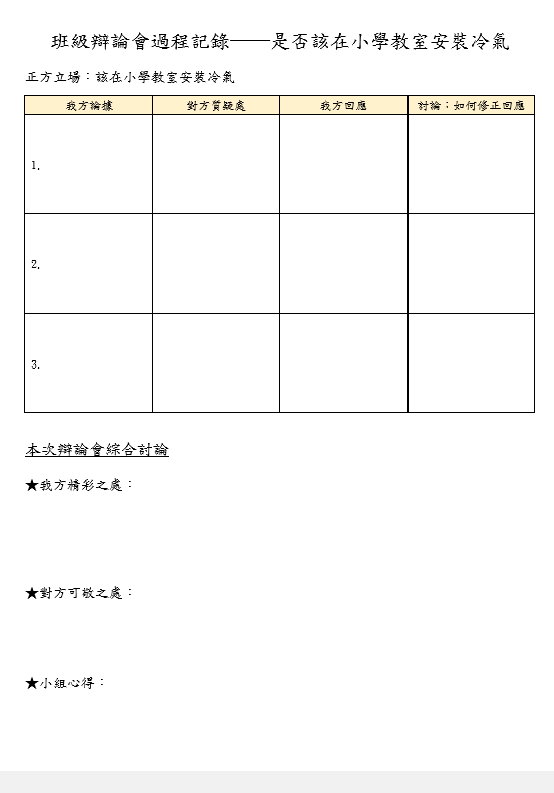 班級辯論會過程記錄——是否該在小學教室安裝冷氣
正方立場：該在小學教室安裝冷氣
我方論據 對方質疑處 我方回應 討論：如何修正回應
1.
2.
3.
本次辯論會綜合討論
★我方精彩之處：
★對方可敬之處：
★小組心得：